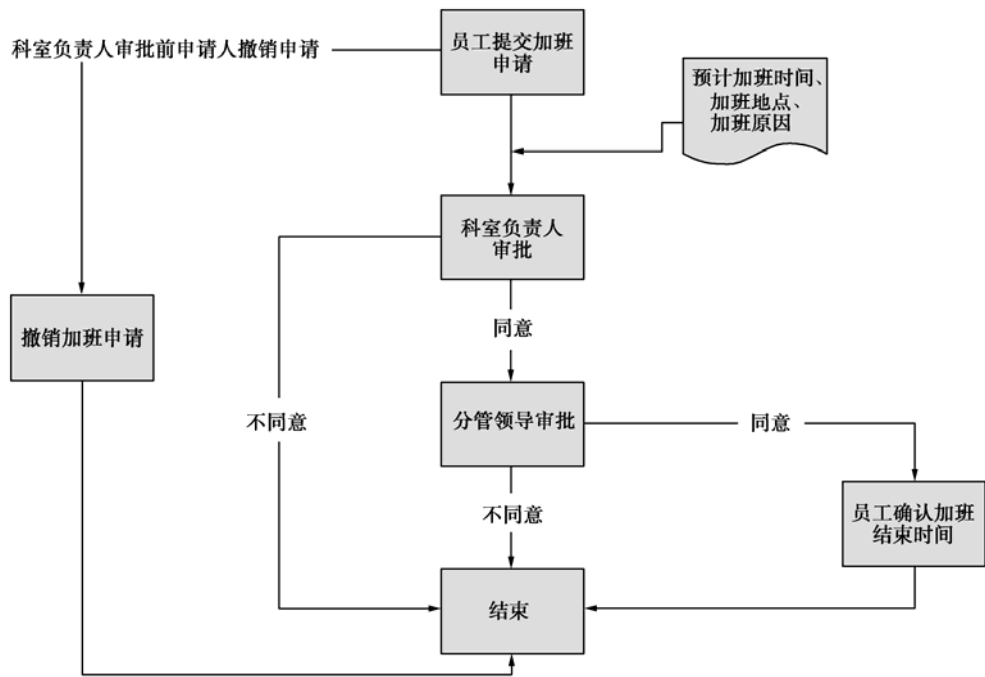 科室负责人审批前申请人撤销申请
员工提交加班
申请
预计加班时间、
加班地点、
加班原因
科室负责人
审批
撤销加班申请
同意
不同意
分管领导审批
同意
不同意
员工确认加班
结束时间
结束